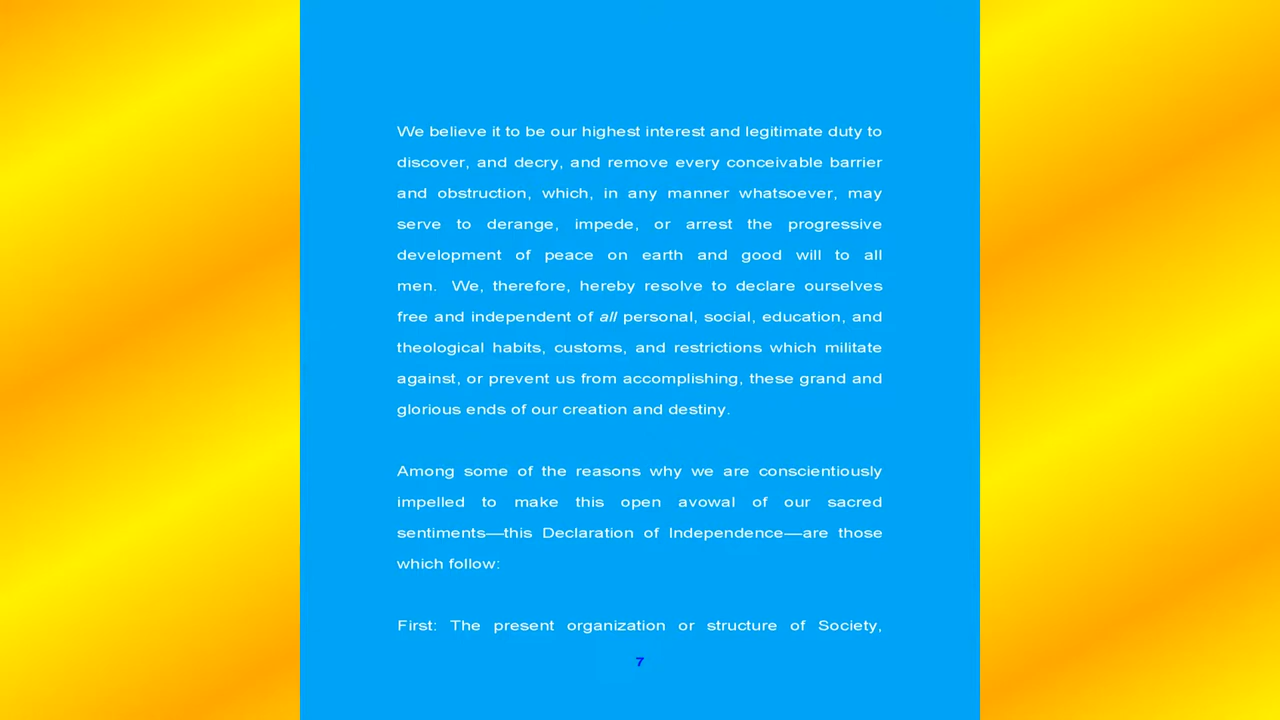 We believe it to be our highest interest and legitimate duty to
discover, and decry, and remove every conceivable barrier
and obstruction, which, in any manner whatsoever, may
serve to derange, impede, or arrest the progressive
development of peace on earth and good will to all
men. We, therefore, hereby resolve to declare ourselves
free and independent of all personal, social, education, and
theological habits, customs, and restrictions which militate
against, or prevent us from accomplishing, these grand and
glorious ends of our creation and destiny.
Among some of the reasons why we are conscientiously
impelled to make this open avowal of our sacred
sentiments—this Declaration of Independence—are those
which follow:
First: The present organization or structure of Society,
7